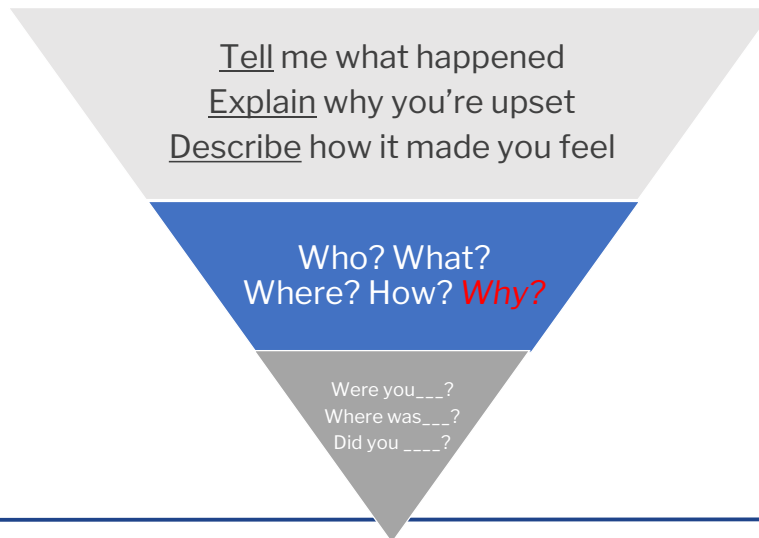 Tell me what happened
Explain why you’re upset
Describe how it made you feel
Who? What?
Where? How? Why?
Were you___?
Where was___?
Did you ____?